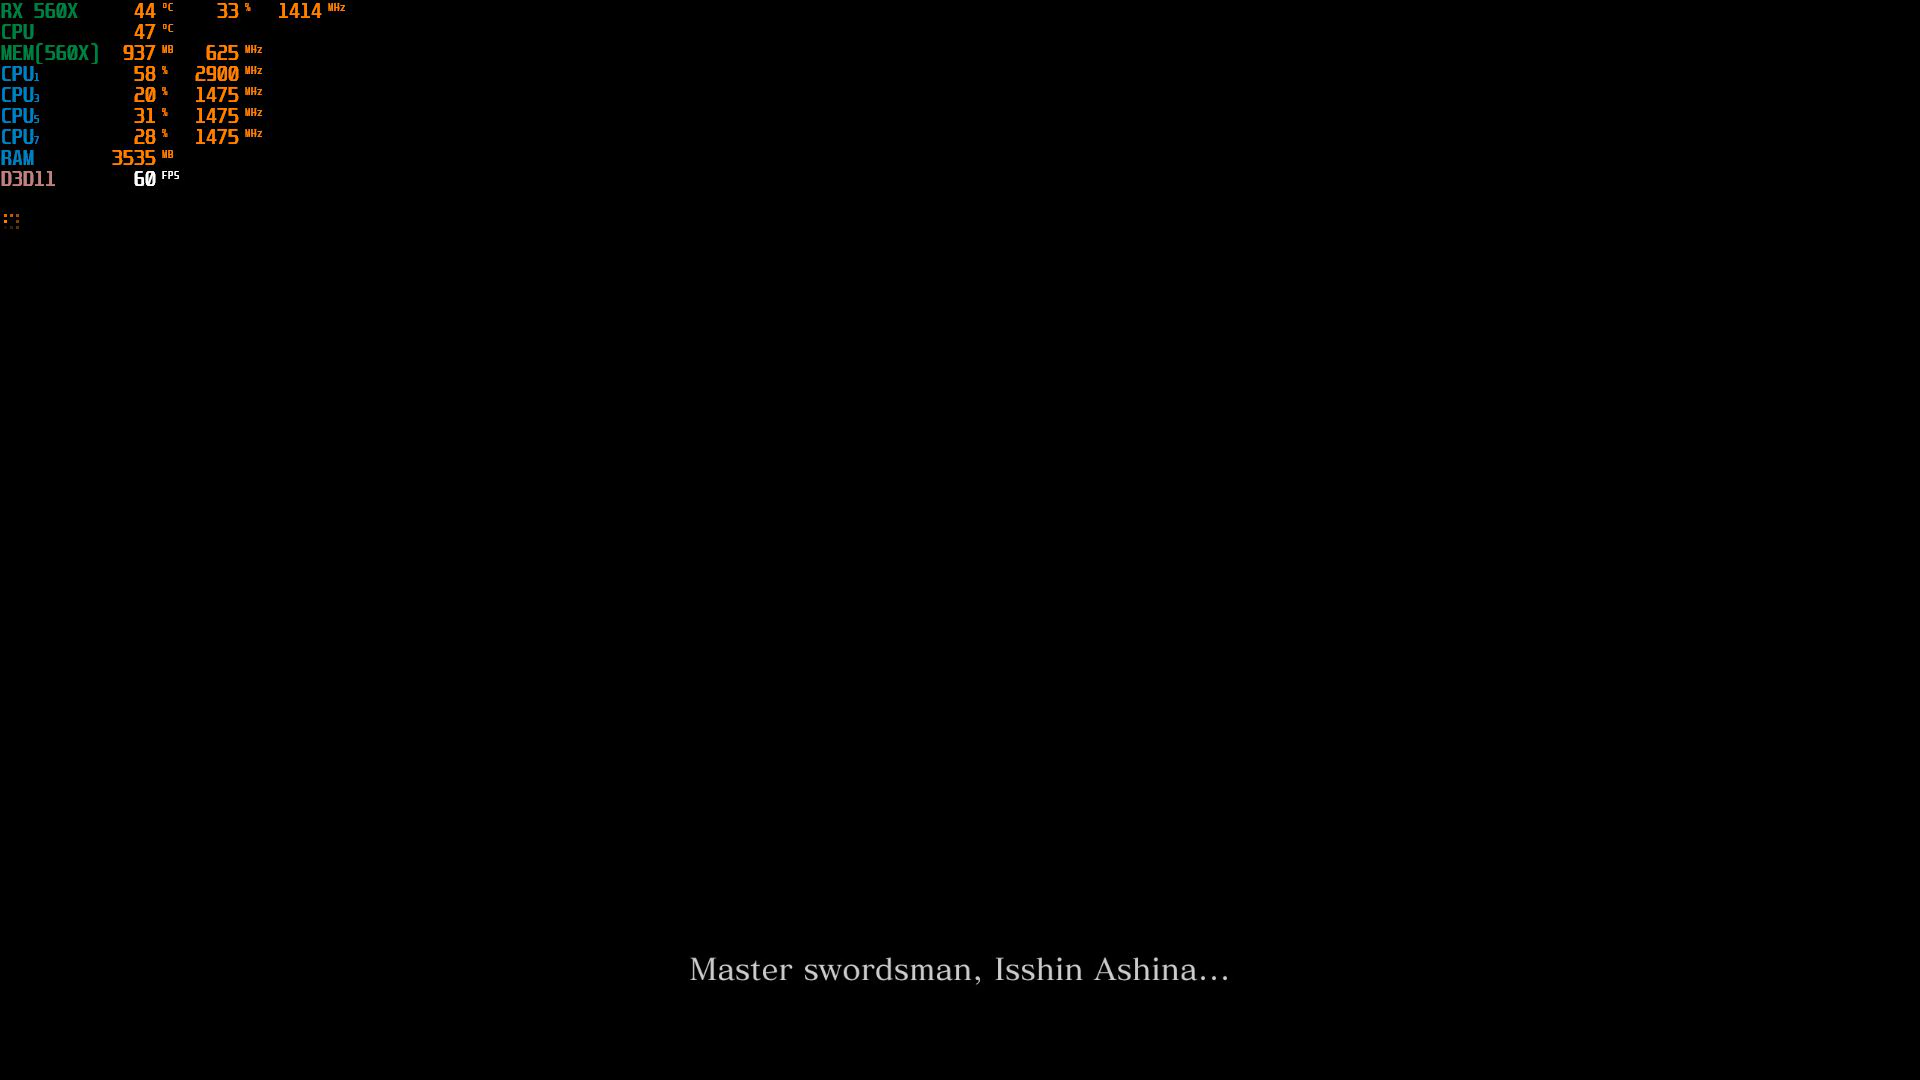 RX 560X 44 °C 33 % 1414 MHz
CPU 47 °C
MEM[560X] 937 MB 625 MHz
CPU1 58 % 2900 MHz
CPU3 20 % 1475 MHz
CPU5 31 % 1475 MHz
CPU7 28 % 1475 MHz
RAM 3535 MB
D3D11 60 FPS
Master swordsman, Isshin Ashina...